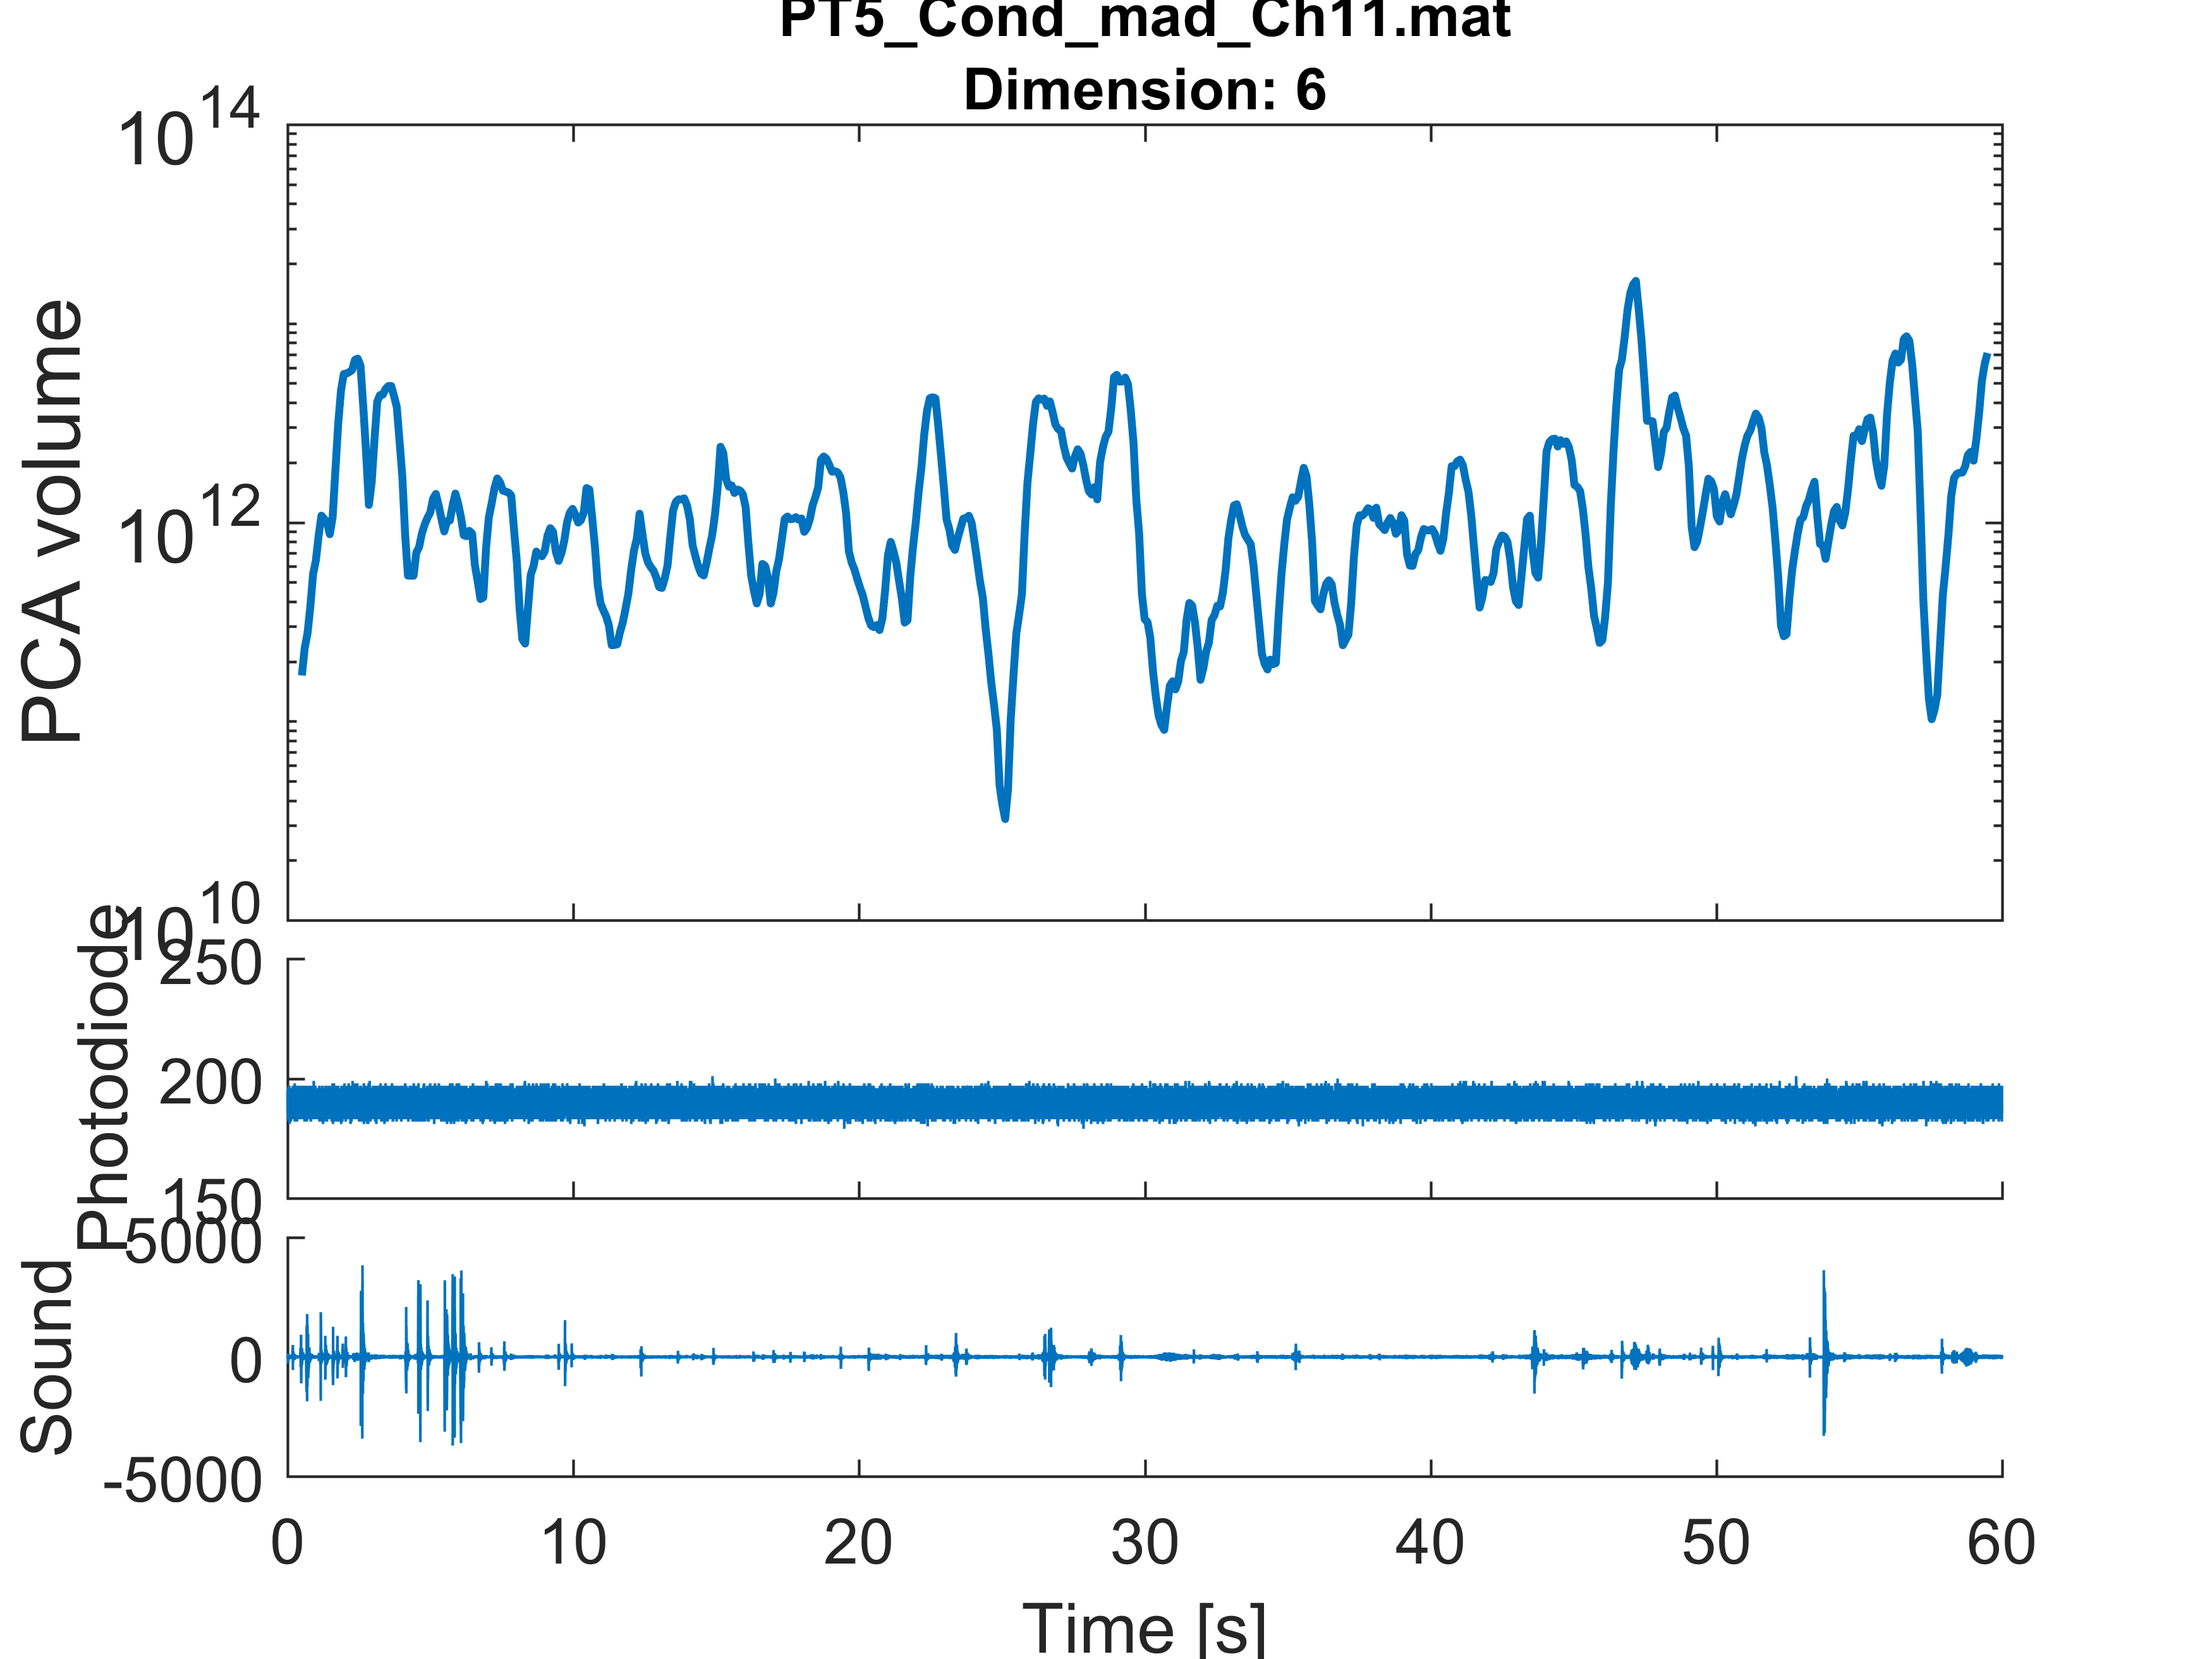 PT5_Cond_mad_Ch11.mat
Dimension: 6
PCA volume
10^14
10^12
10^10
Photodiode
250
200
150
Sound
5000
0
-5000
0 10 20 30 40 50 60
Time [s]